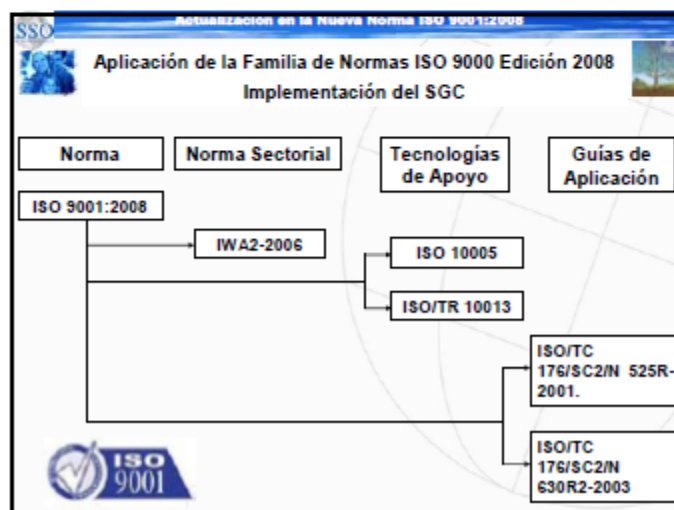 Actualización en la Nueva Norma ISO 9001:2008
SSO
Aplicación de la Familia de Normas ISO 9000 Edición 2008
Implementación del SGC
Norma
Norma Sectorial
Tecnologías
de Apoyo
Guías de
Aplicación
ISO 9001:2008
IWA2-2006
ISO 10005
ISO/TR 10013
ISO/TC
176/SC2/N 525R-
2001.
ISO/TC
176/SC2/N
630R2-2003
ISO
9001